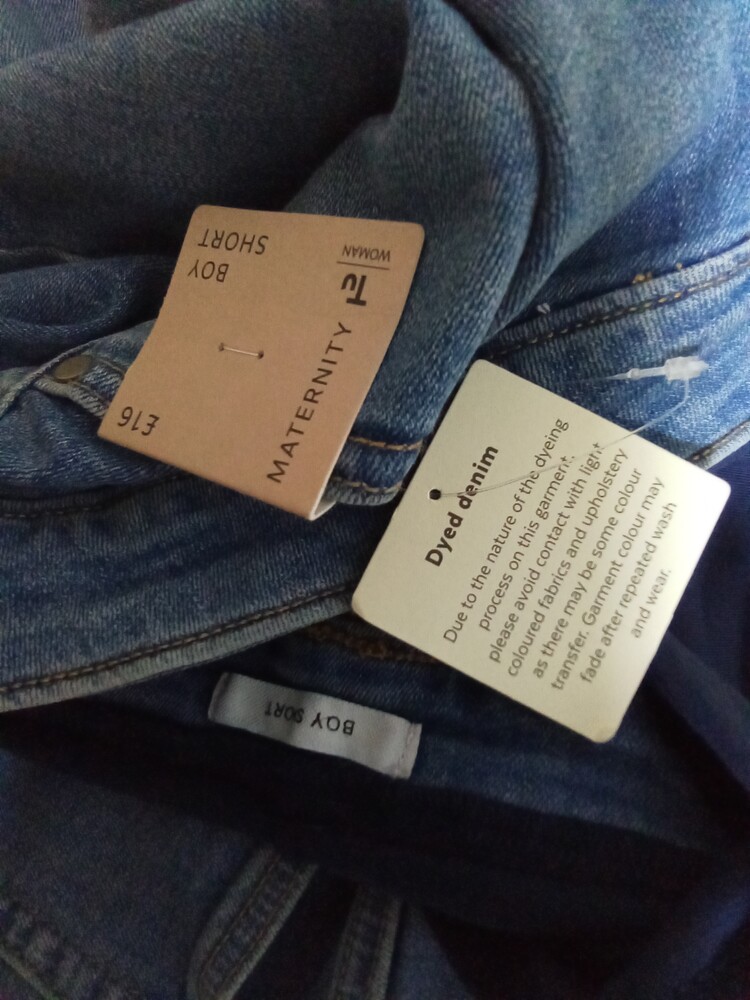 BOY
SHORT
Tu
WOMAN
MATERNITY
£16
Dyed denim
Due to the nature of the dyeing
process on this garment,
please avoid contact with light
coloured fabrics and upholstery
as there may be some colour
transfer. Garment colour may
fade after repeated wash
and wear.
BOY SORT